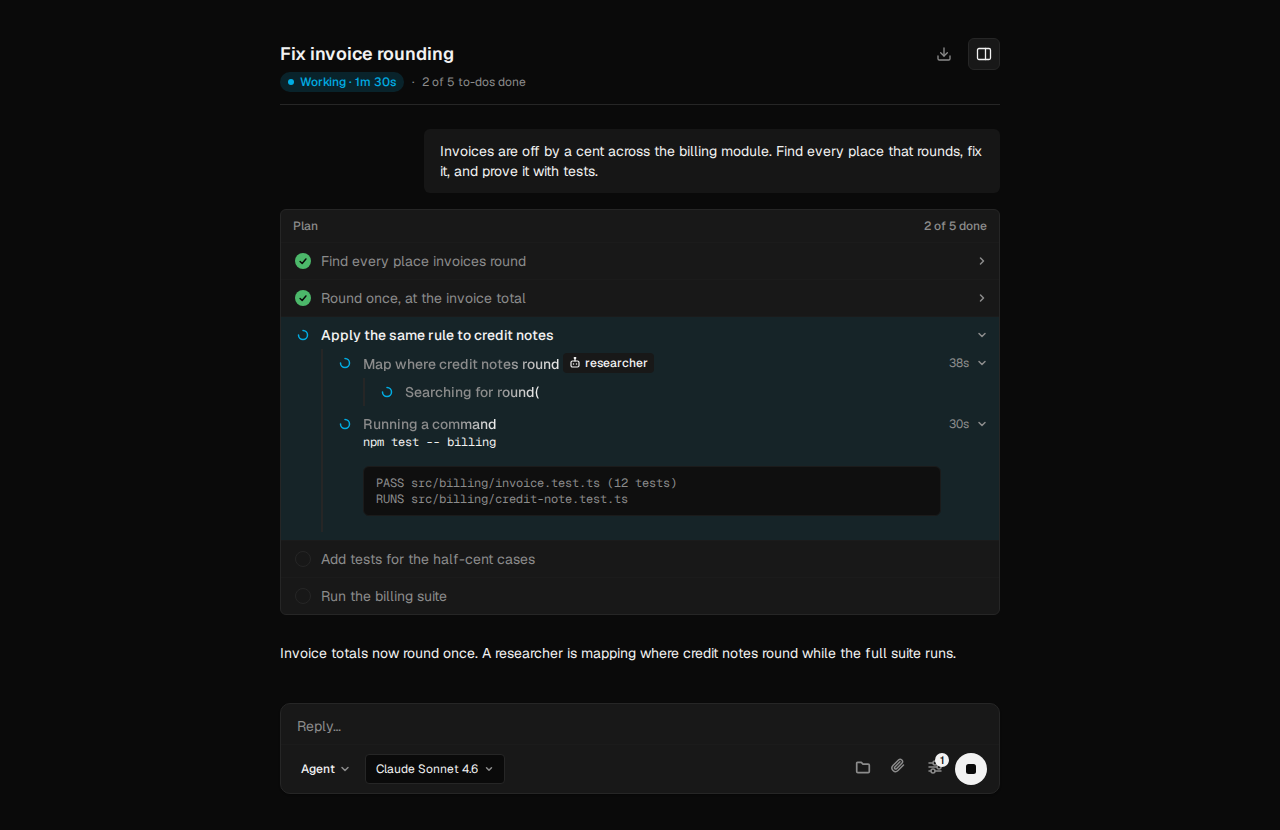 Fix invoice rounding
Working · 1m 30s · 2 of 5 to-dos done
Invoices are off by a cent across the billing module. Find every place that rounds, fix
it, and prove it with tests.
Plan 2 of 5 done
Find every place invoices round
Round once, at the invoice total
Apply the same rule to credit notes
Map where credit notes round researcher 38s
Searching for round(
Running a command 30s
npm test -- billing
PASS src/billing/invoice.test.ts (12 tests)
RUNS src/billing/credit-note.test.ts
Add tests for the half-cent cases
Run the billing suite
Invoice totals now round once. A researcher is mapping where credit notes round while the full suite runs.
Reply…
Agent Claude Sonnet 4.6 1